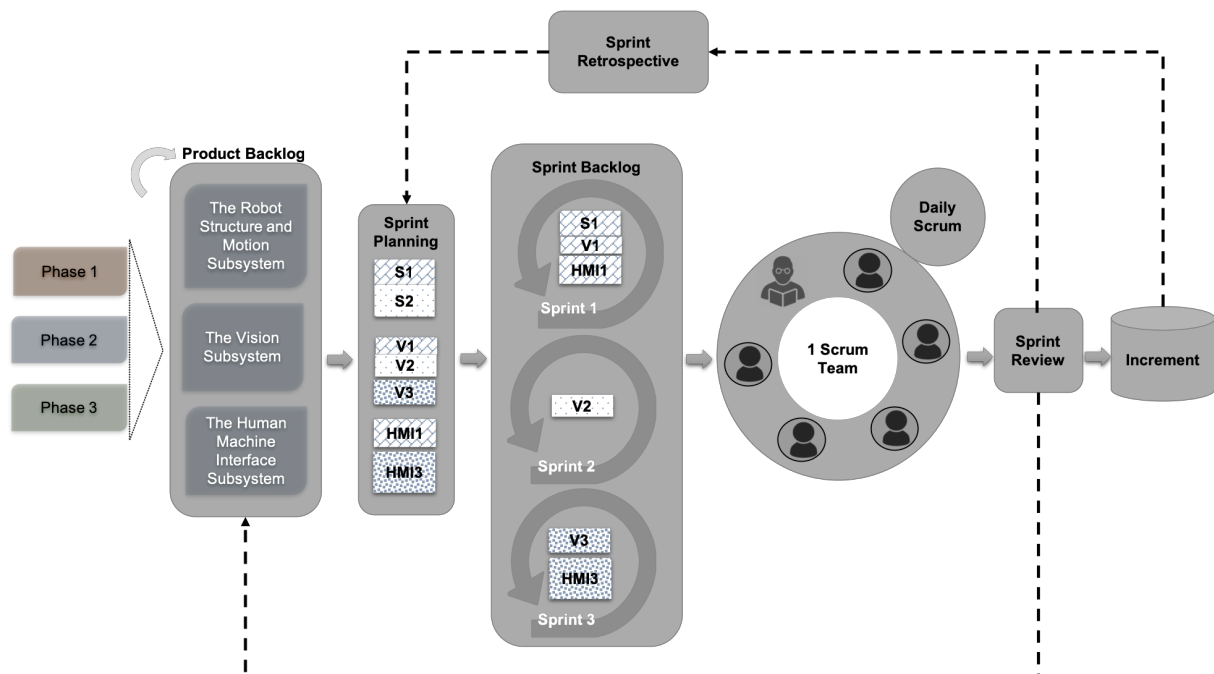 Sprint
Retrospective
Product Backlog
Phase 1
Phase 2
Phase 3
The Robot
Structure and
Motion
Subsystem
The Vision
Subsystem
The Human
Machine
Interface
Subsystem
Sprint
Planning
S1
S2
V1
V2
V3
HMI1
HMI3
Sprint Backlog
S1
V1
HMI1
Sprint 1
V2
Sprint 2
V3
HMI3
Sprint 3
Daily
Scrum
1 Scrum
Team
Sprint
Review
Increment